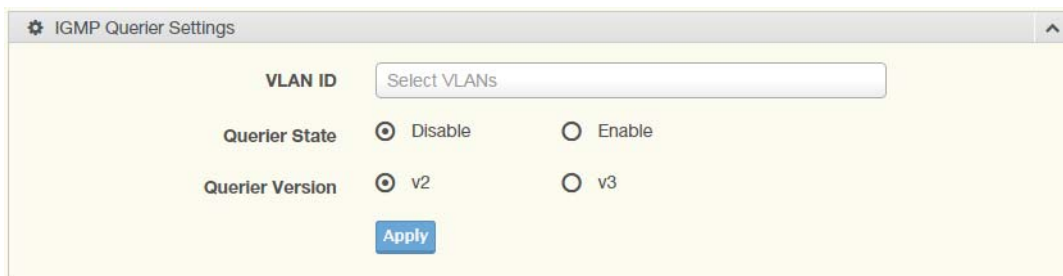 IGMP Querier Settings
VLAN ID Select VLANs
Querier State Disable Enable
Querier Version v2 v3
Apply